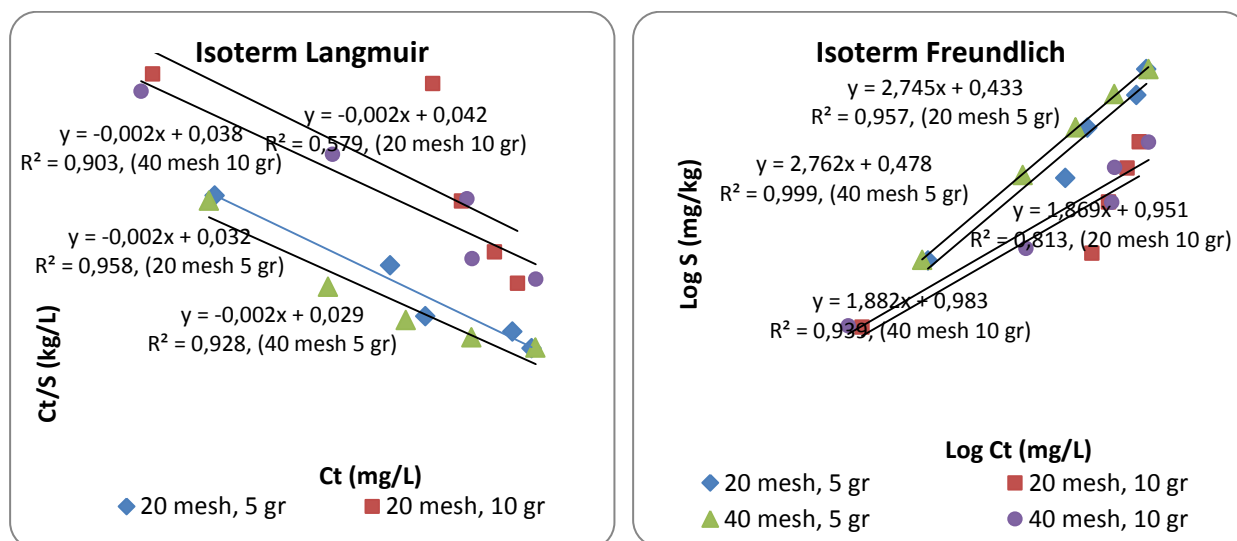 Isoterm Langmuir
y = -0,002x + 0,042
R² = 0,579, (20 mesh 10 gr)
y = -0,002x + 0,038
R² = 0,903, (40 mesh 10 gr)
y = -0,002x + 0,032
R² = 0,958, (20 mesh 5 gr)
y = -0,002x + 0,029
R² = 0,928, (40 mesh 5 gr)
Ct/S (kg/L)
Ct (mg/L)
20 mesh, 5 gr
20 mesh, 10 gr
Isoterm Freundlich
y = 2,745x + 0,433
R² = 0,957, (20 mesh 5 gr)
y = 2,762x + 0,478
R² = 0,999, (40 mesh 5 gr)
y = 1,869x + 0,951
R² = 0,813, (20 mesh 10 gr)
y = 1,882x + 0,983
R² = 0,939, (40 mesh 10 gr)
Log S (mg/kg)
Log Ct (mg/L)
20 mesh, 5 gr
20 mesh, 10 gr
40 mesh, 5 gr
40 mesh, 10 gr